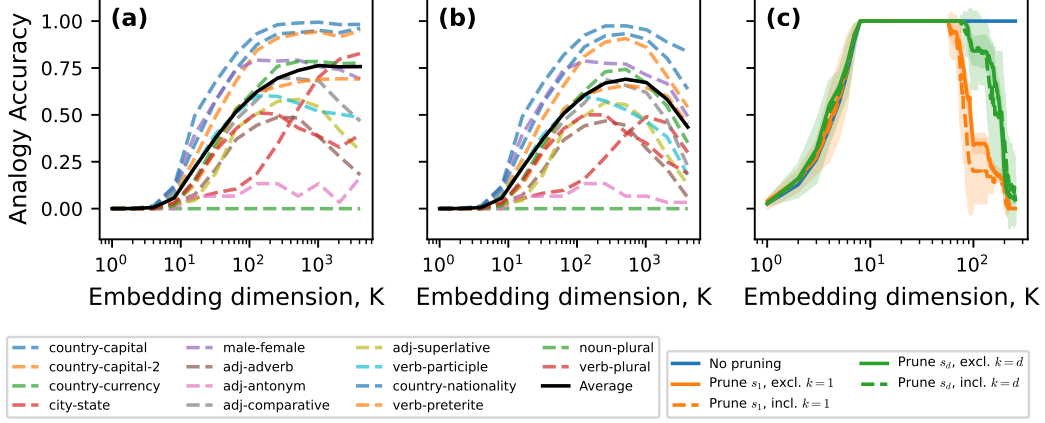 (a)
(b)
(c)
Analogy Accuracy
1.00
0.75
0.50
0.25
0.00
10⁰ 10¹ 10² 10³
10⁰ 10¹ 10² 10³
10⁰ 10¹ 10²
Embedding dimension, K
Embedding dimension, K
Embedding dimension, K
country-capital
country-capital-2
country-currency
city-state
male-female
adj-adverb
adj-antonym
adj-comparative
adj-superlative
verb-participle
country-nationality
verb-preterite
noun-plural
verb-plural
Average
No pruning
Prune s₁, excl. k = 1
Prune s₁, incl. k = 1
Prune s_d, excl. k = d
Prune s_d, incl. k = d